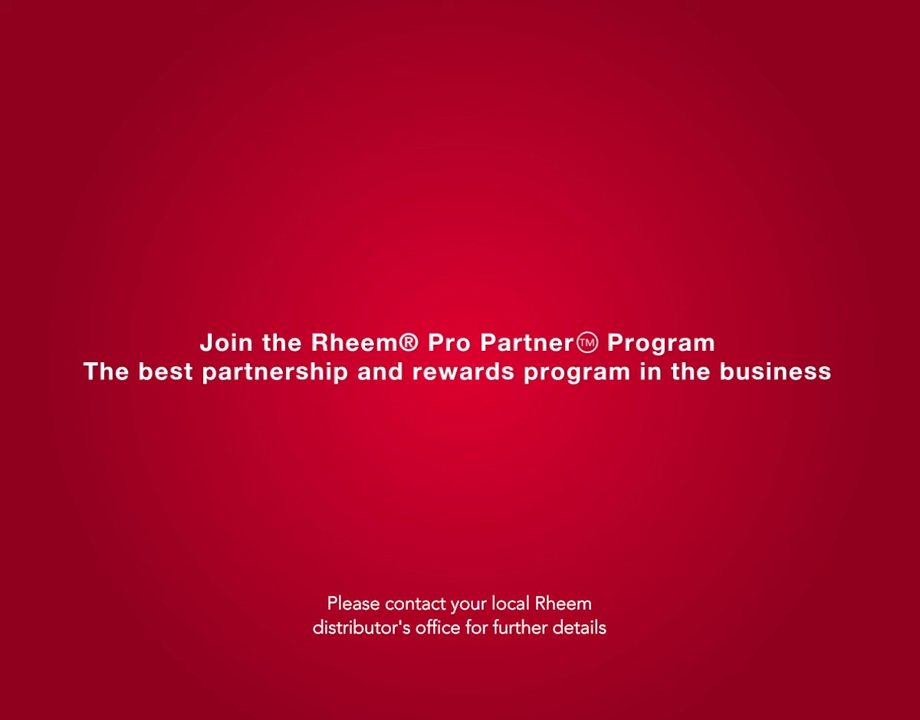 Join the Rheem® Pro Partner™ Program
The best partnership and rewards program in the business
Please contact your local Rheem
distributor's office for further details